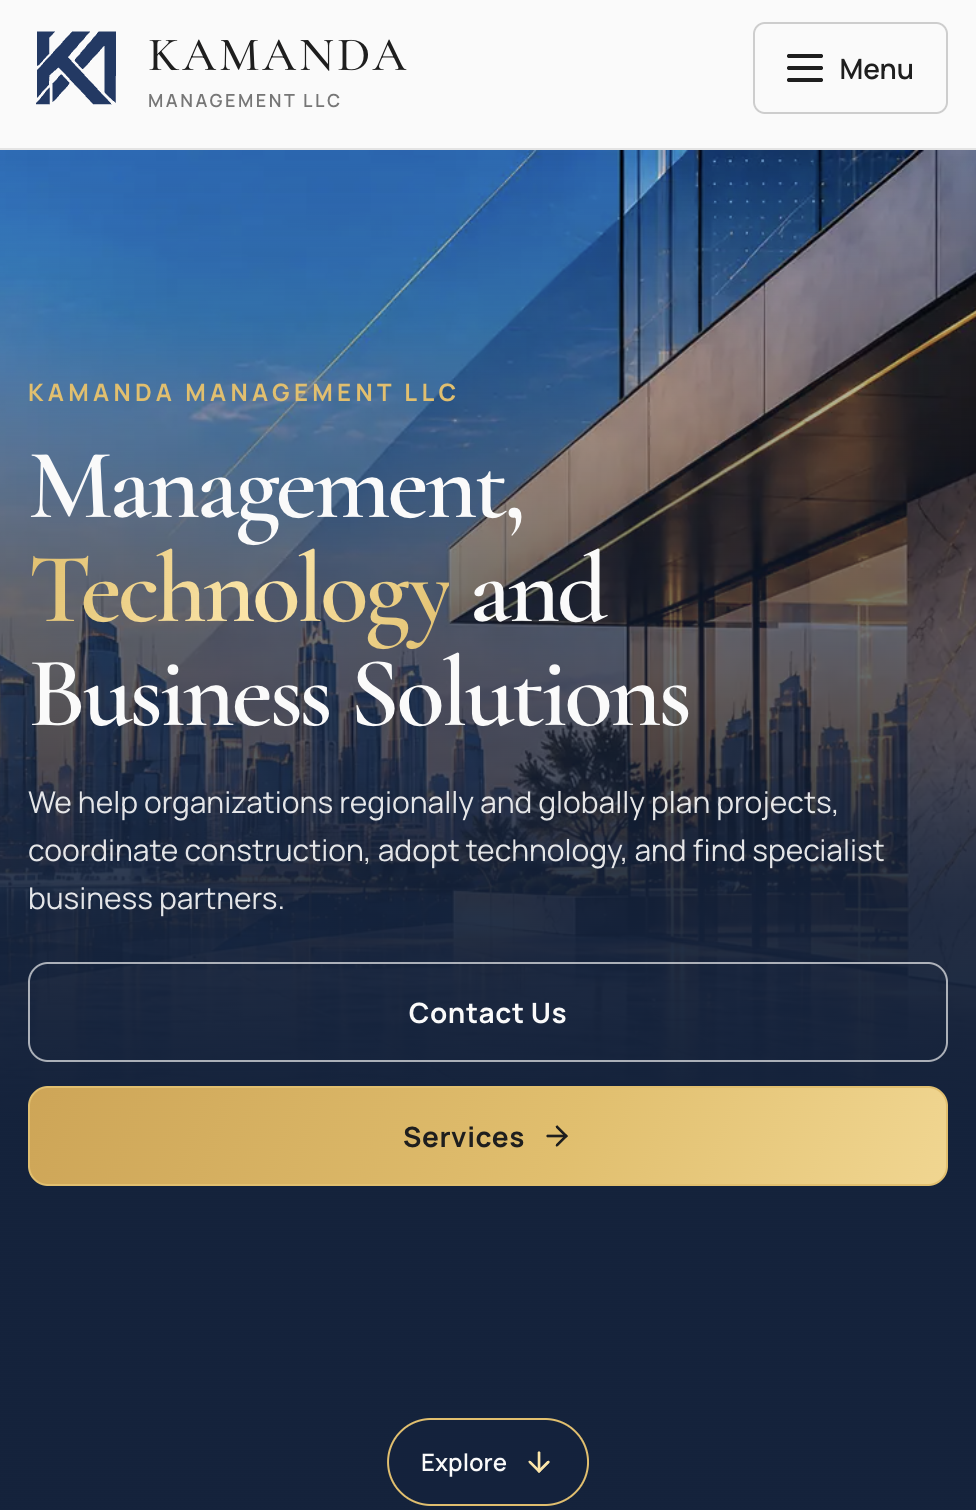 KAMANDA
MANAGEMENT LLC
Menu
KAMANDA MANAGEMENT LLC
Management,
Technology and
Business Solutions
We help organizations regionally and globally plan projects,
coordinate construction, adopt technology, and find specialist
business partners.
Contact Us
Services
Explore